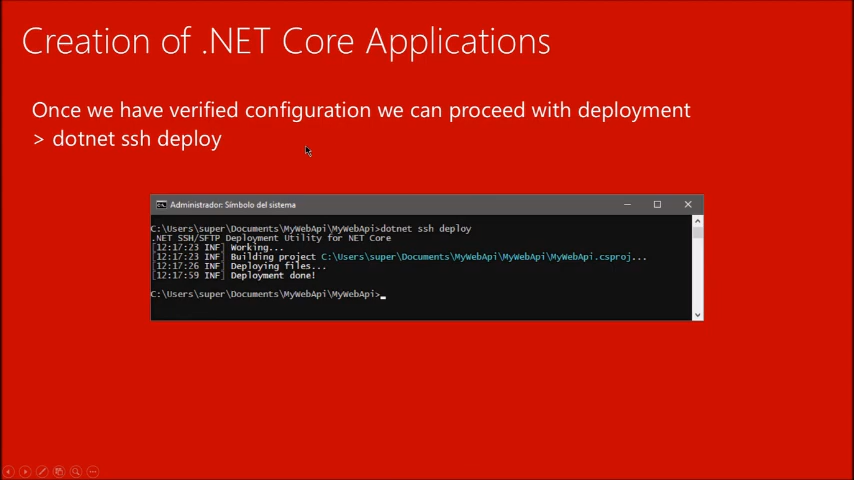 Creation of .NET Core Applications
Once we have verified configuration we can proceed with deployment
> dotnet ssh deploy
Administrador: Símbolo del sistema
C:\Users\super\Documents\MyWebApi\MyWebApi>dotnet ssh deploy
.NET SSH/SFTP Deployment Utility for NET Core
[12:17:23 INF] Working...
[12:17:23 INF] Building project C:\Users\super\Documents\MyWebApi\MyWebApi\MyWebApi.csproj...
[12:17:26 INF] Deploying files...
[12:17:59 INF] Deployment done!
C:\Users\super\Documents\MyWebApi\MyWebApi>